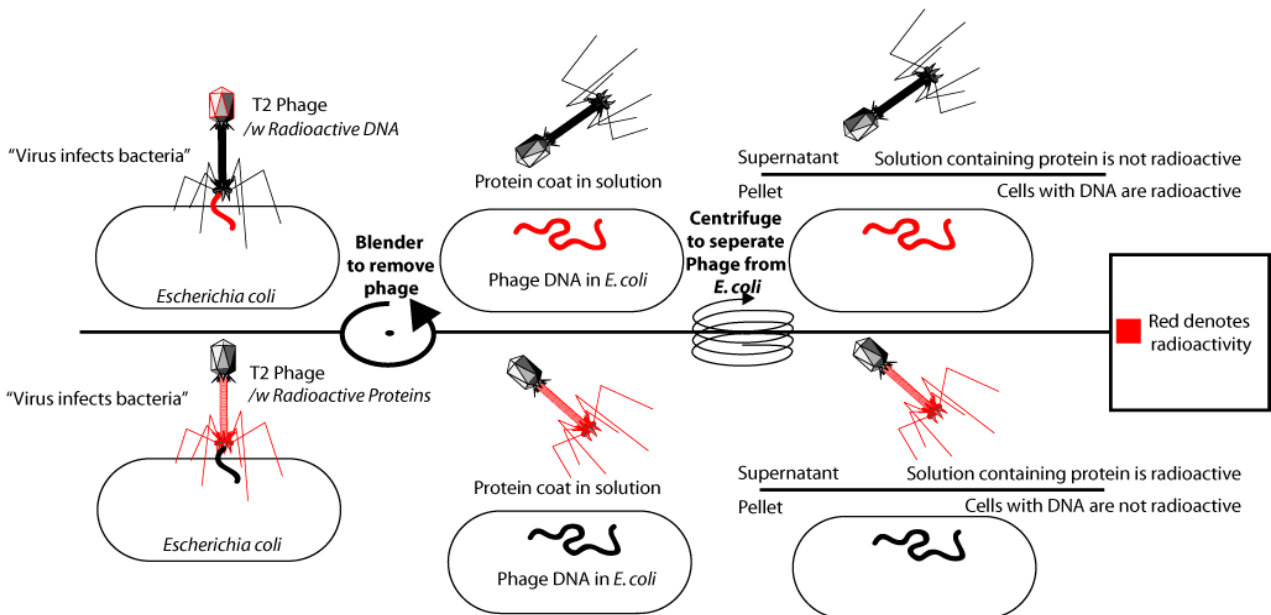 T2 Phage
/w Radioactive DNA
“Virus infects bacteria”
Escherichia coli
Blender
to remove
phage
Protein coat in solution
Phage DNA in E. coli
Centrifuge
to seperate
Phage from
E. coli
Supernatant Solution containing protein is not radioactive
Pellet Cells with DNA are radioactive
Red denotes
radioactivity
T2 Phage
/w Radioactive Proteins
“Virus infects bacteria”
Escherichia coli
Protein coat in solution
Phage DNA in E. coli
Supernatant Solution containing protein is radioactive
Pellet Cells with DNA are not radioactive